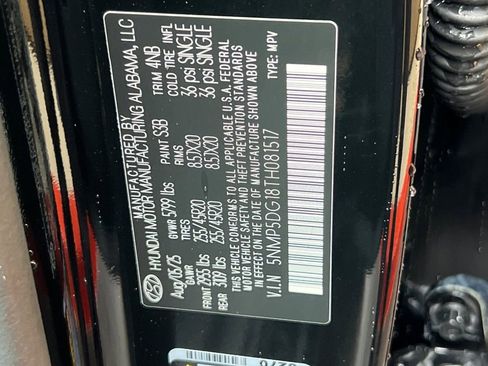 MANUFACTURED BY
HYUNDAI MOTOR MANUFACTURING ALABAMA, LLC
Aug/05/25 GVWR 5799 lbs PAINT S3B TRIM 4NB
GAWR TIRES RIMS COLD TIRE INFL
FRONT 2955 lbs 255/45R20 8.5JX20 36 psi SINGLE
REAR 3109 lbs 255/45R20 8.5JX20 36 psi SINGLE
THIS VEHICLE CONFORMS TO ALL APPLICABLE U.S.A. FEDERAL
MOTOR VEHICLE SAFETY, BUMPER, AND THEFT PREVENTION
STANDARDS IN EFFECT ON THE DATE OF MANUFACTURE SHOWN ABOVE.
V.I.N 5NMP5DG18TH081517 TYPE: MPV